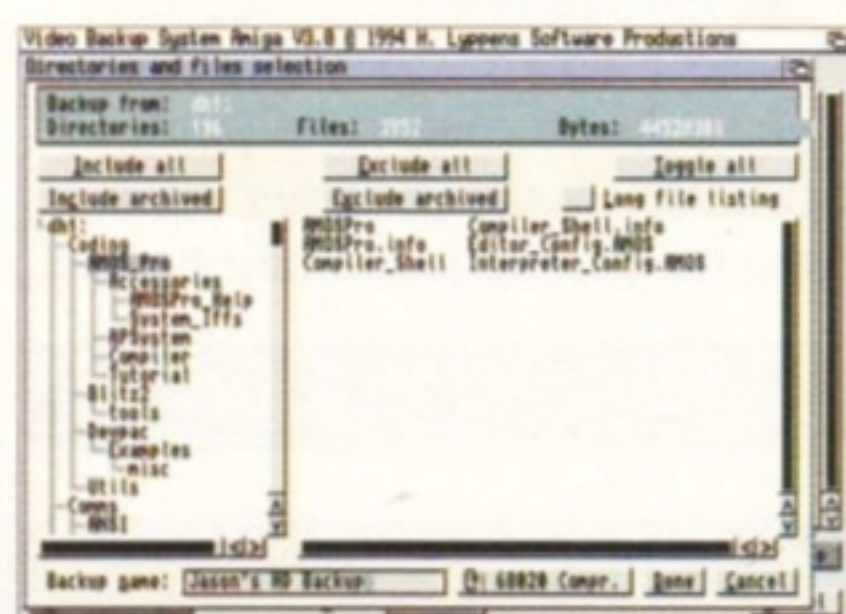 Video Backup System Amiga V3.0 © 1994 H. Lyppens Software Productions
Directories and files selection
Backup from: dh1:
Directories: 196 Files: Bytes:
Include all Exclude all Toggle all
Include archived Exclude archived Long file listing
dh1:
Coding
AMOS_Pro
Accessories
AMOSPro_Help
System_Iffs
APSystem
Compiler
Tutorial
Blitz2
tools
Devpac
Examples
misc
Utils
Comms
ANSI
AMOSPro Compiler_Shell.info
AMOSPro.info Editor_Config.AMOS
Compiler_Shell Interpreter_Config.AMOS
Backup name: Jason's HD Backup 68020 Compr. Done Cancel